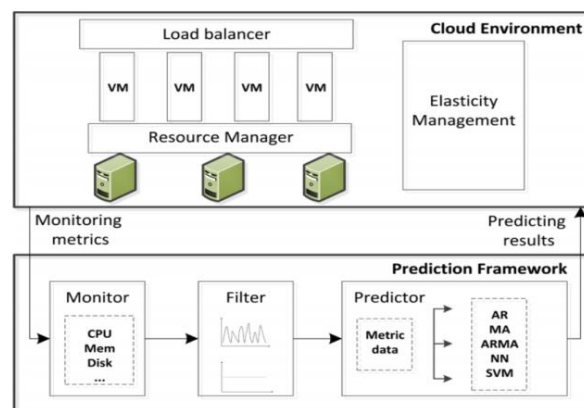 Cloud Environment
Load balancer
VM VM VM VM
Resource Manager
Elasticity
Management
Monitoring
metrics
Predicting
results
Prediction Framework
Monitor
CPU
Mem
Disk
...
Filter
Predictor
Metric
data
AR
MA
ARMA
NN
SVM